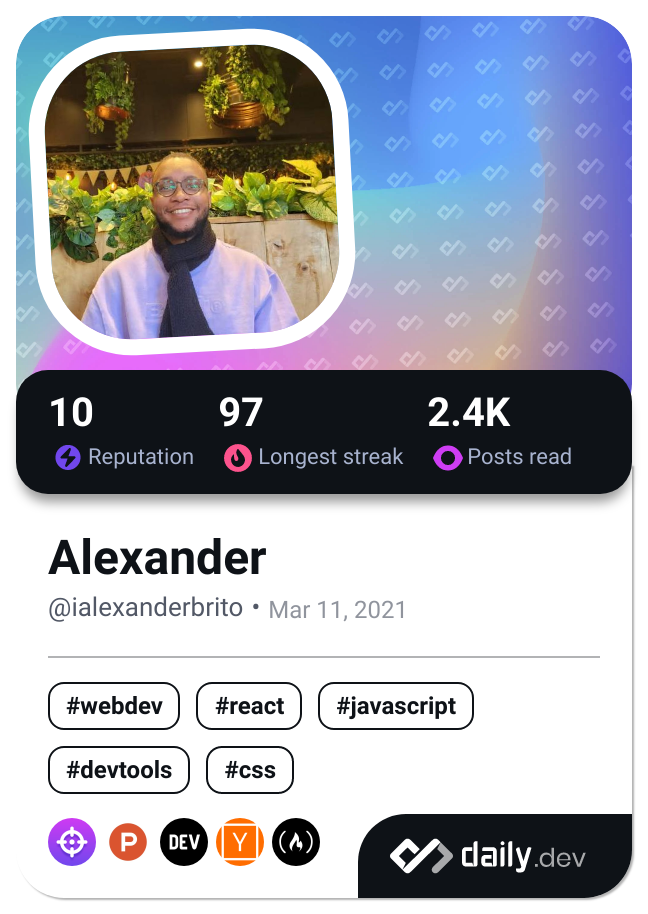 10 97 2.4K
Reputation Longest streak Posts read
Alexander
@ialexanderbrito • Mar 11, 2021
#webdev #react #javascript
#devtools #css
P DEV Y
daily.dev